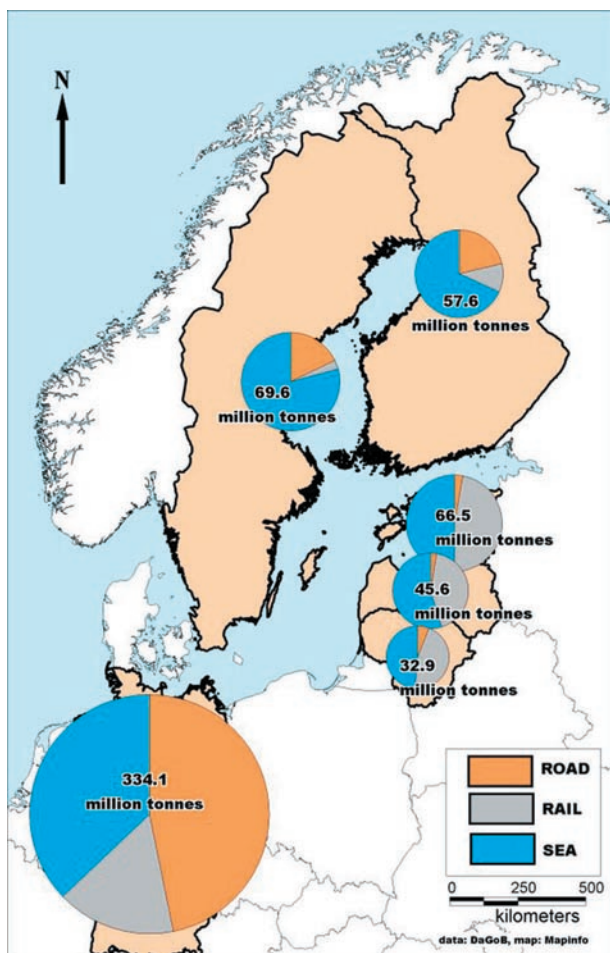 N
57.6
million tonnes
69.6
million tonnes
66.5
million tonnes
45.6
million tonnes
32.9
million tonnes
334.1
million tonnes
ROAD
RAIL
SEA
0 250 500
kilometers
data: DaGoB, map: Mapinfo